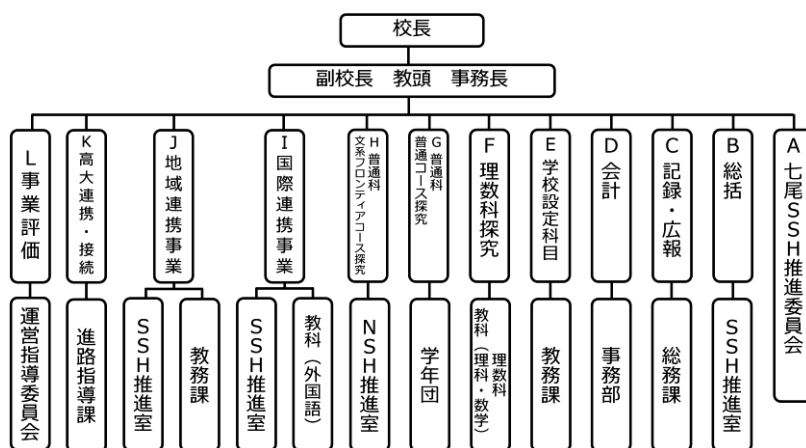 校長
副校長　教頭　事務長
A 七尾SSH推進委員会
B 総括
C 記録・広報
D 会計
E 学校設定科目
F 理数科探究
G 普通科
普通コース探究
H 普通科
文系フロンティアコース探究
I 国際連携事業
J 地域連携事業
K 高大連携・接続
L 事業評価
SSH推進室
総務課
事務部
教務課
理数科
教科（理科・数学）
学年団
NSH推進室
教科（外国語）
SSH推進室
教務課
SSH推進室
進路指導課
運営指導委員会